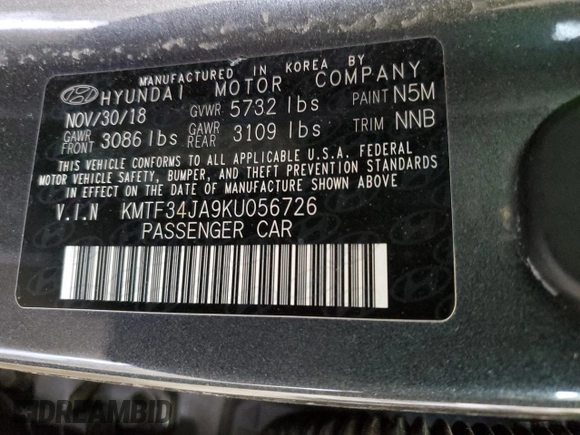 MANUFACTURED IN KOREA BY
HYUNDAI MOTOR COMPANY
NOV/30/18 GVWR 5732 lbs PAINT N5M
GAWR FRONT 3086 lbs GAWR REAR 3109 lbs TRIM NNB
THIS VEHICLE CONFORMS TO ALL APPLICABLE U.S.A. FEDERAL
MOTOR VEHICLE SAFETY, BUMPER, AND THEFT PREVENTION STANDARDS
IN EFFECT ON THE DATE OF MANUFACTURE SHOWN ABOVE
V.I.N KMTF34JA9KU056726
PASSENGER CAR
DREAMBID